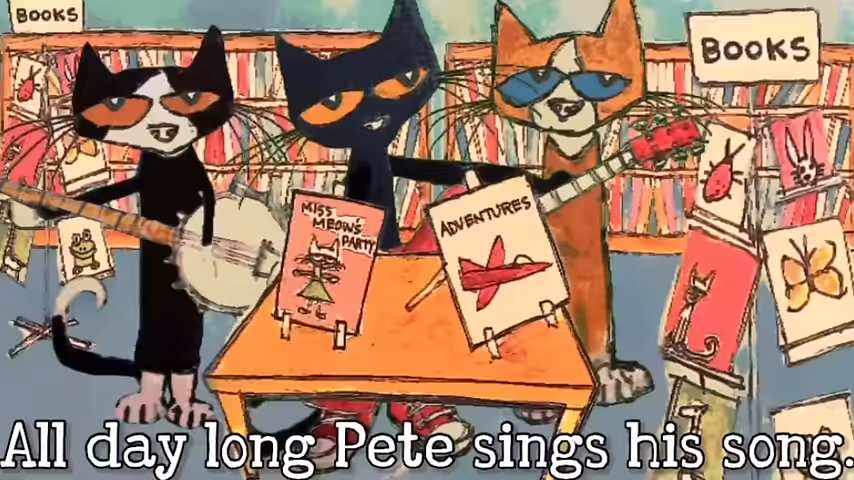 BOOKS
BOOKS
MISS
MEOW'S
PARTY
ADVENTURES
All day long Pete sings his song.